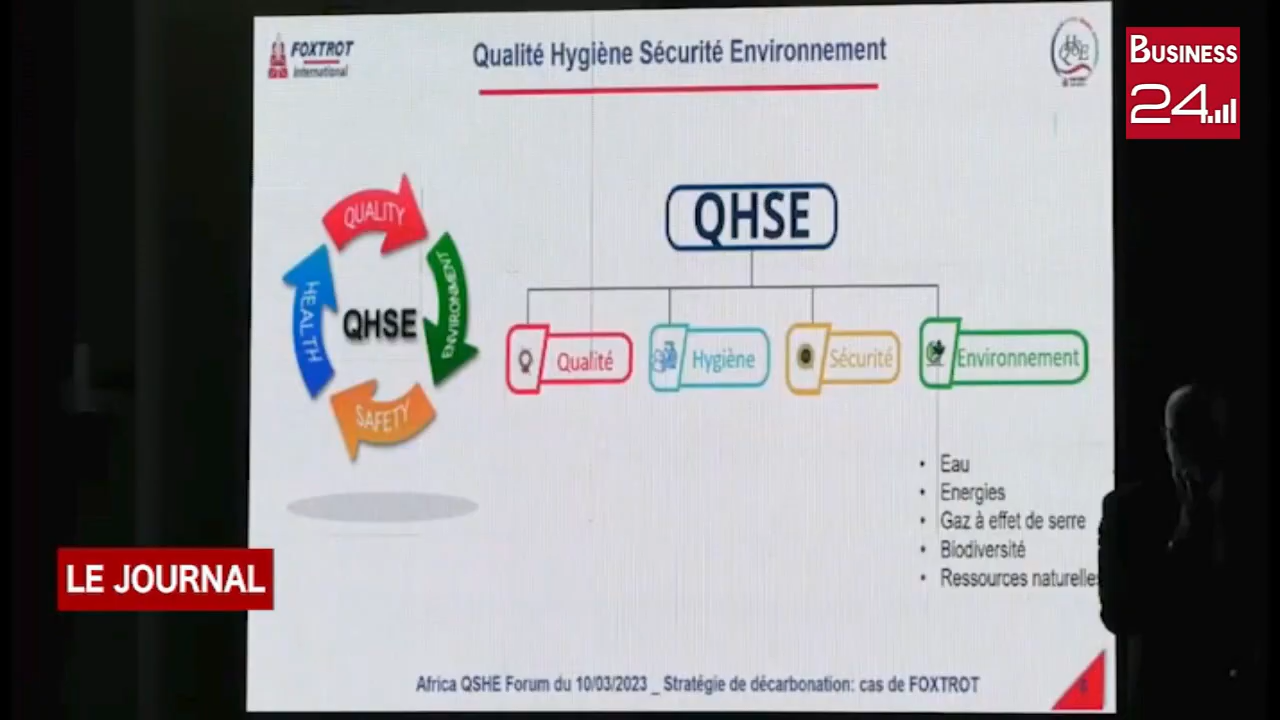 FOXTROT
International
Qualité Hygiène Sécurité Environnement
QHSE
BUSINESS
24
QUALITY
ENVIRONMENT
HEALTH
QHSE
SAFETY
QHSE
Qualité
Hygiène
Sécurité
Environnement
• Eau
• Energies
• Gaz à effet de serre
• Biodiversité
• Ressources naturelles
LE JOURNAL
Africa QSHE Forum du 10/03/2023 _ Stratégie de décarbonation: cas de FOXTROT